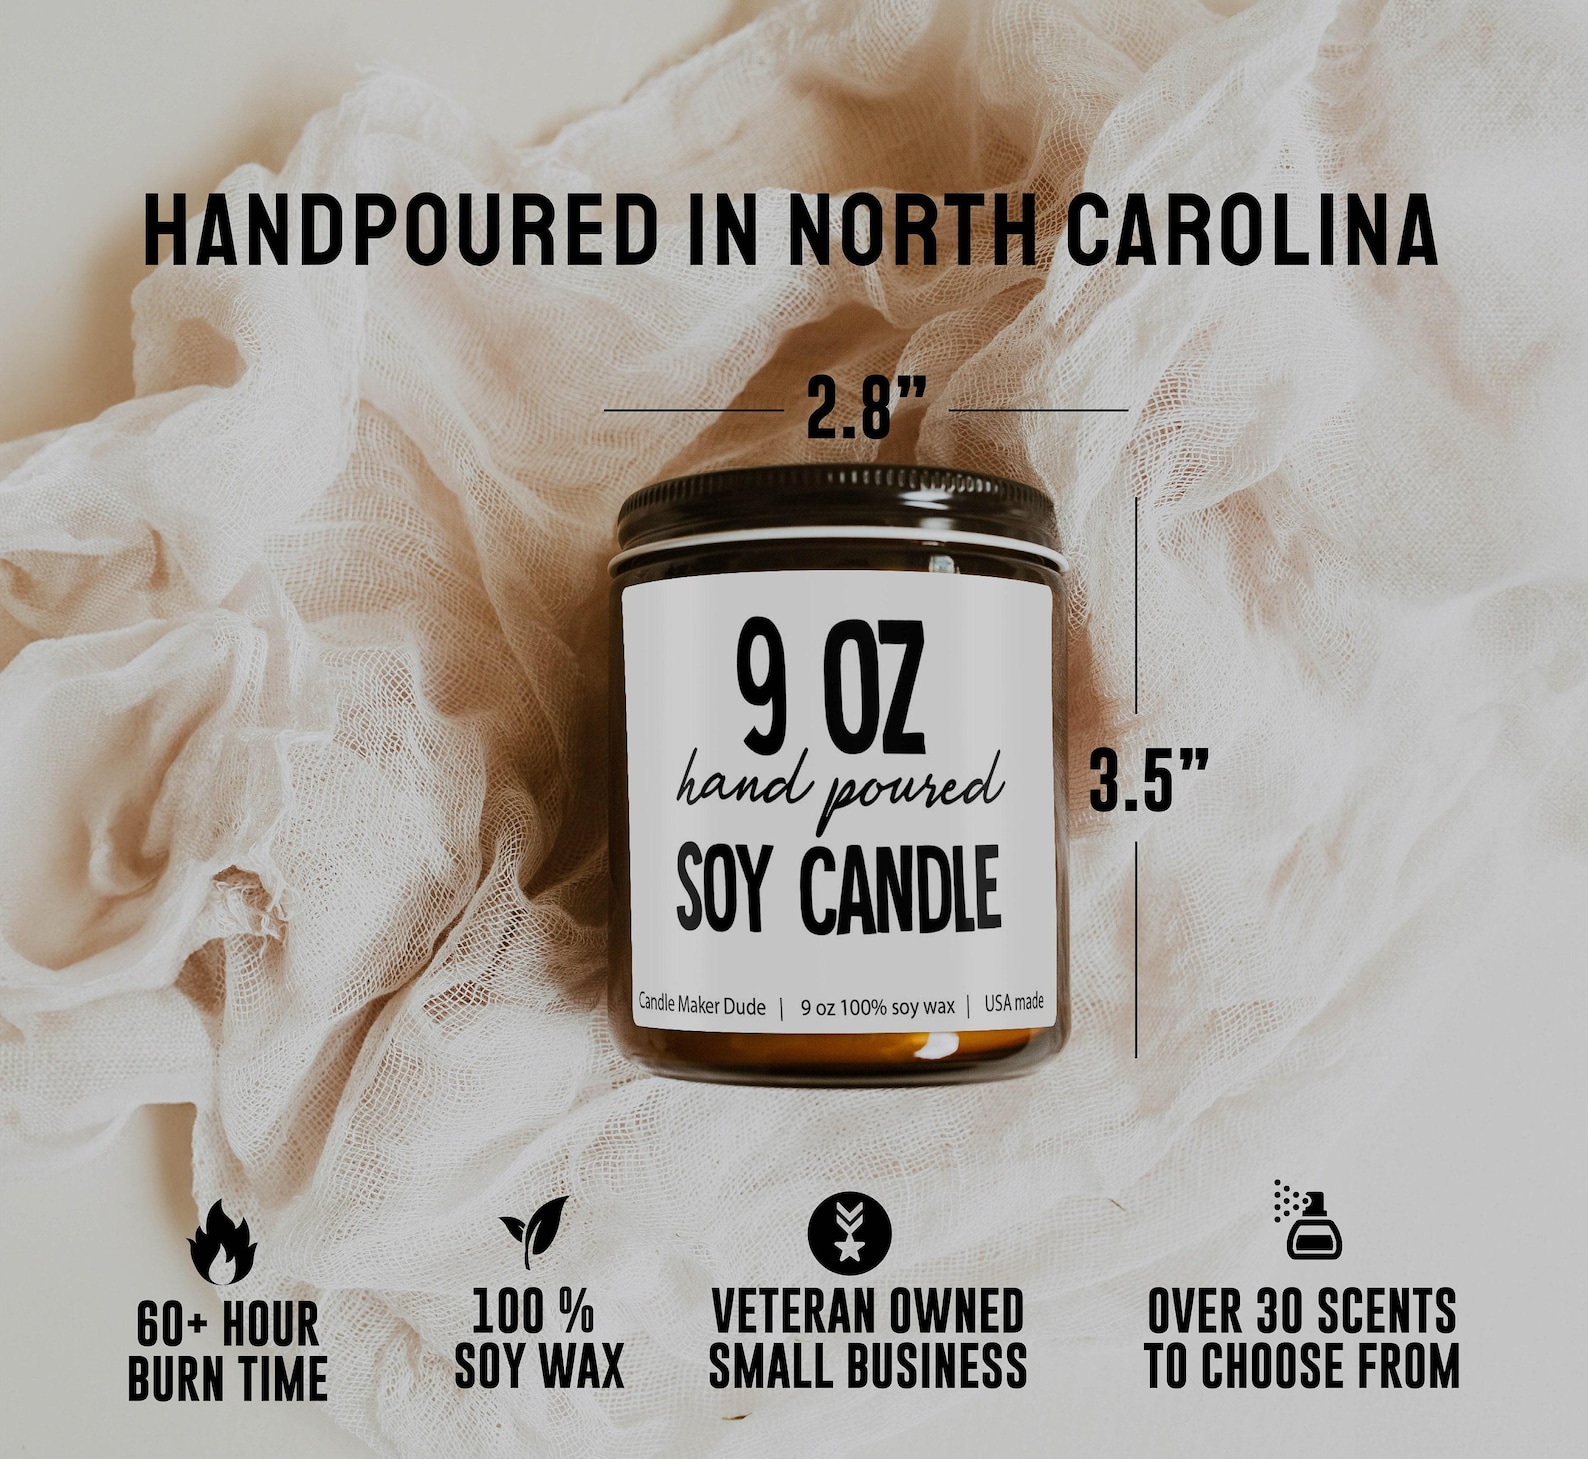 HANDPOURED IN NORTH CAROLINA
2.8”
9 OZ
hand poured
SOY CANDLE
3.5”
Candle Maker Dude | 9 oz 100% soy wax | USA made
60+ HOUR
BURN TIME
100 %
SOY WAX
VETERAN OWNED
SMALL BUSINESS
OVER 30 SCENTS
TO CHOOSE FROM